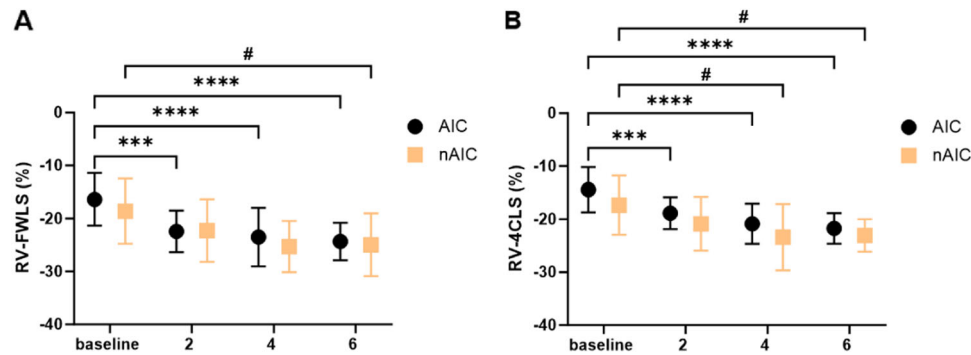 A
#
****
****
***
0
-10
-20
-30
-40
RV-FWLS (%)
baseline 2 4 6
AIC
nAIC
B
#
****
#
****
***
0
-10
-20
-30
-40
RV-4CLS (%)
baseline 2 4 6
AIC
nAIC